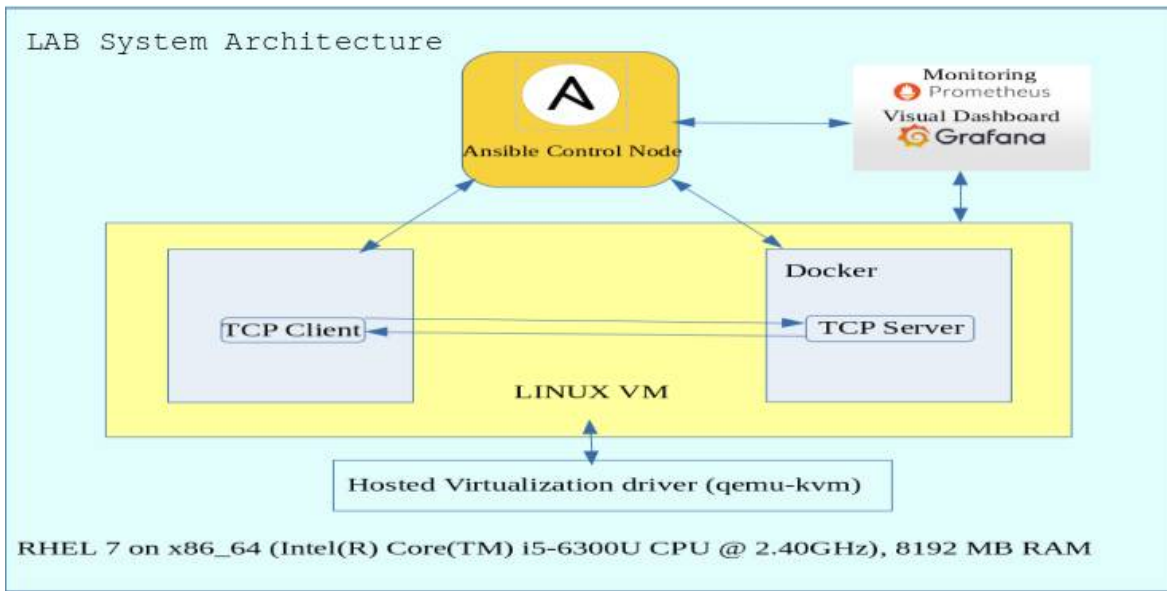 LAB System Architecture
Ansible Control Node
Monitoring
Prometheus
Visual Dashboard
Grafana
Docker
TCP Client
TCP Server
LINUX VM
Hosted Virtualization driver (qemu-kvm)
RHEL 7 on x86_64 (Intel(R) Core(TM) i5-6300U CPU @ 2.40GHz), 8192 MB RAM